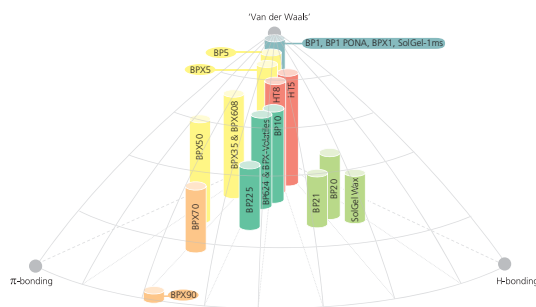 'Van der Waals'
BP1, BP1 PONA, BPX1, SolGel-1ms
BP5
BPX5
HT8
HT5
BPX50
BPX35 & BPX608
BP624 & BPX-Volatiles
BP10
BPX70
BP225
BP21
BP20
SolGel Wax
π-bonding
H-bonding
BPX90